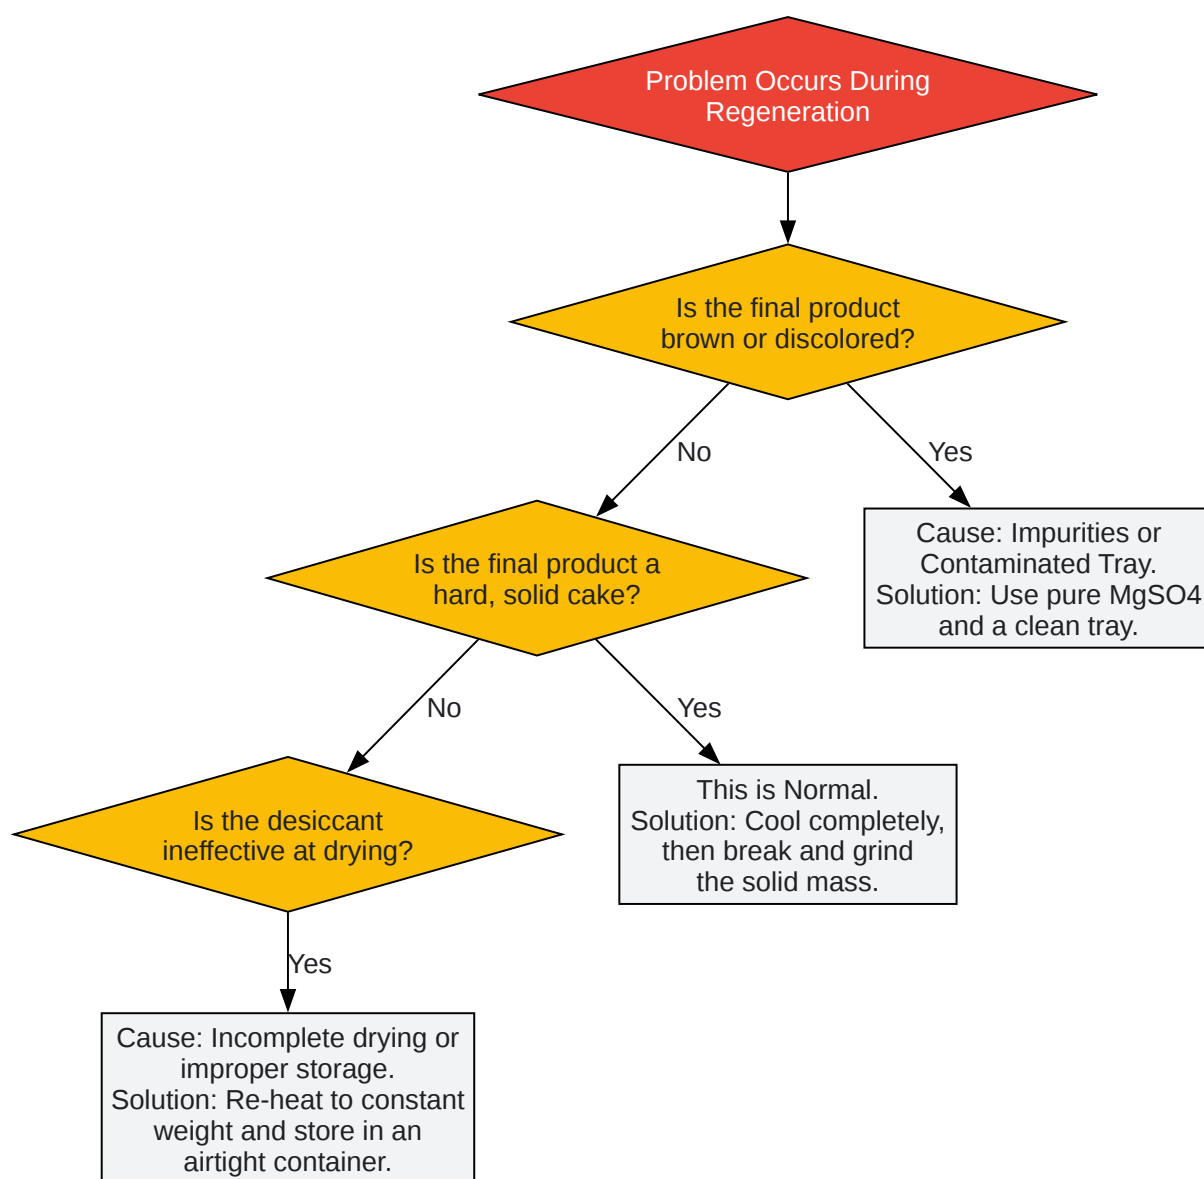 Problem Occurs During
Regeneration
Is the final product
brown or discolored?
No
Yes
Is the final product a
hard, solid cake?
Cause: Impurities or
Contaminated Tray.
Solution: Use pure MgSO4
and a clean tray.
No
Yes
Is the desiccant
ineffective at drying?
This is Normal.
Solution: Cool completely,
then break and grind
the solid mass.
Yes
Cause: Incomplete drying or
improper storage.
Solution: Re-heat to constant
weight and store in an
airtight container.